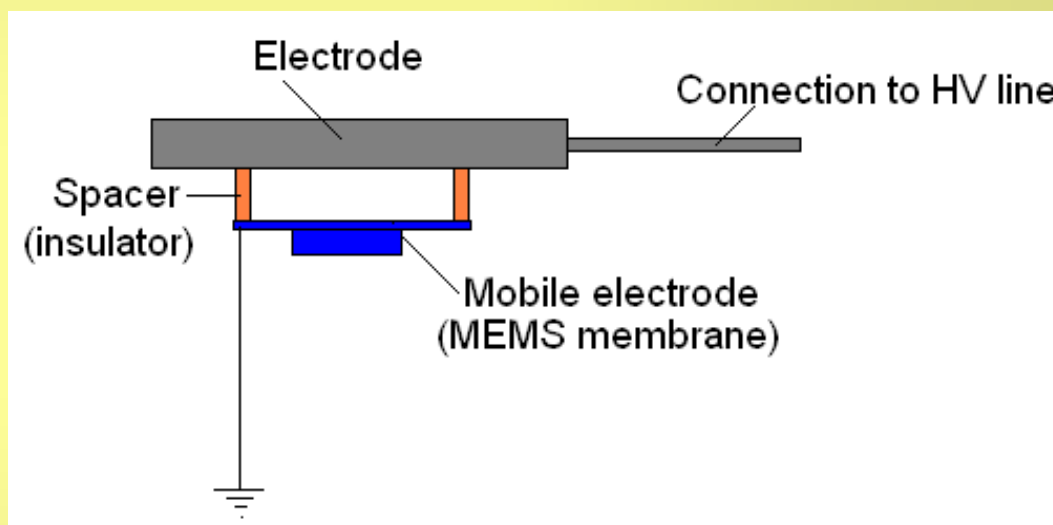 Electrode
Connection to HV line
Spacer
(insulator)
Mobile electrode
(MEMS membrane)